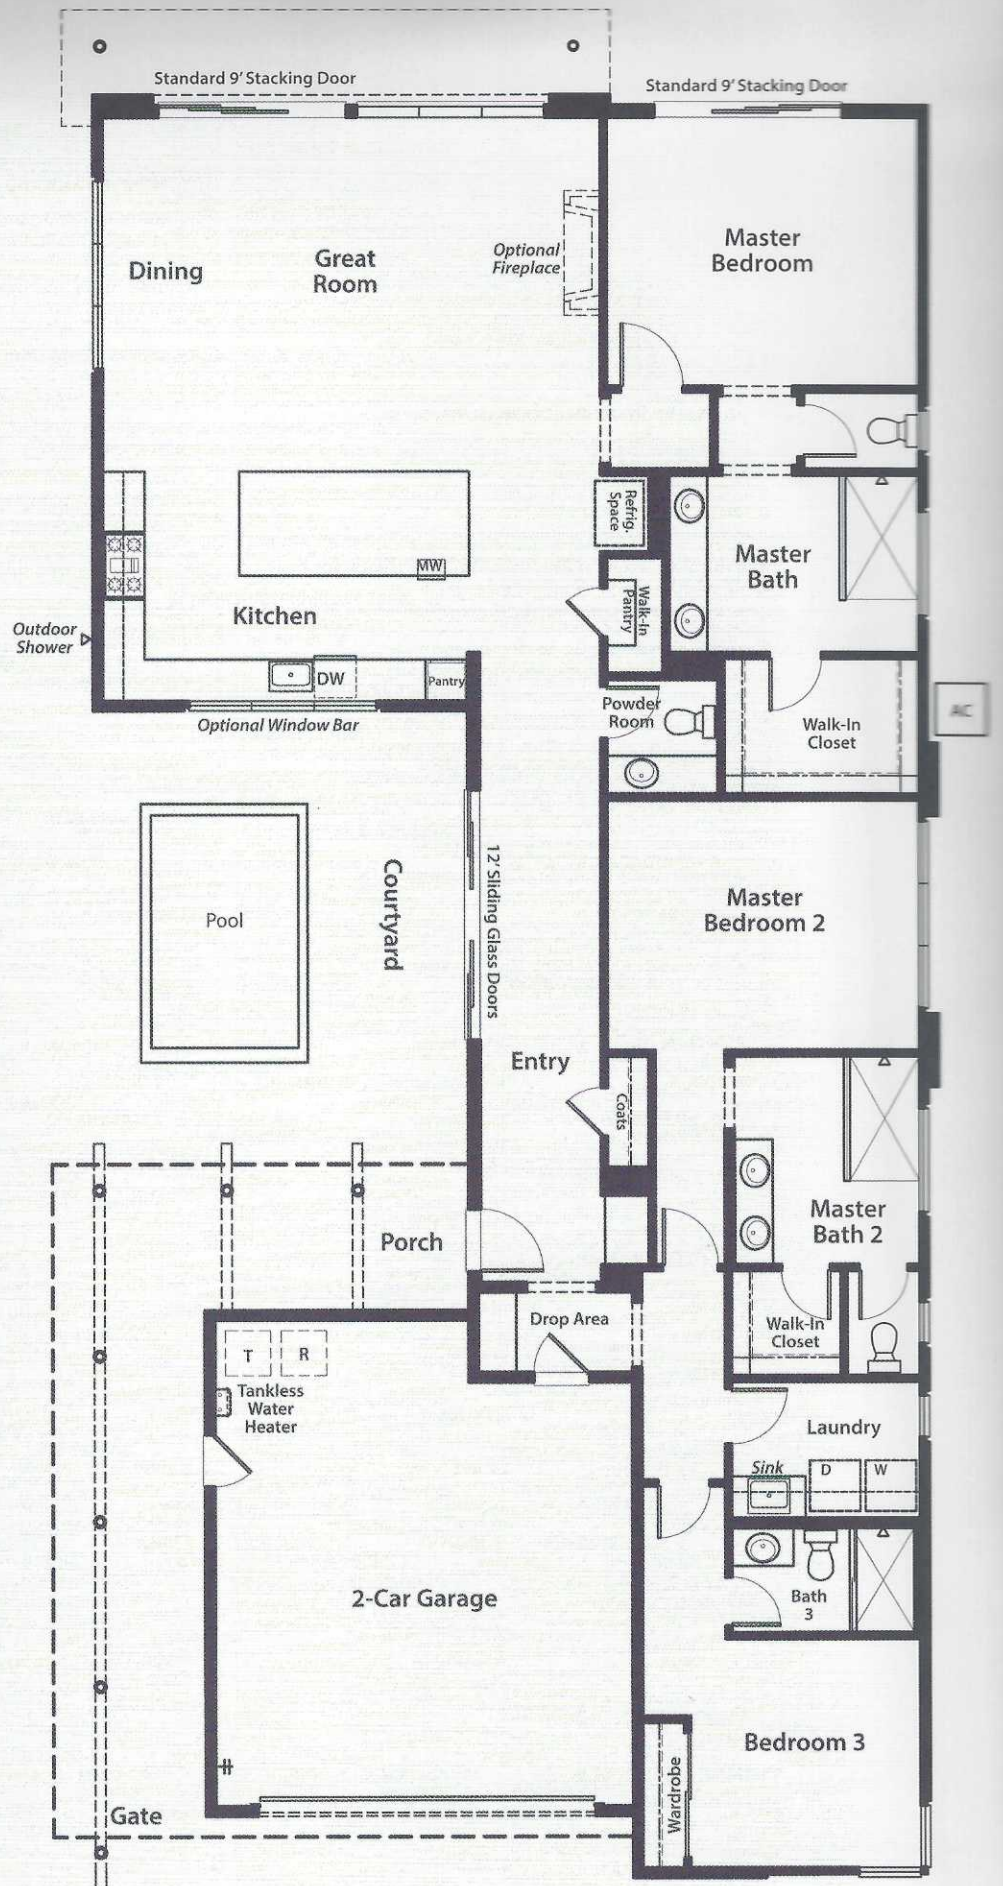 Standard 9' Stacking Door
Standard 9' Stacking Door
Dining
Great
Room
Optional
Fireplace
Master
Bedroom
Refrig.
Space
MW
Kitchen
Master
Bath
Walk-In
Pantry
Outdoor
Shower
DW
Pantry
Optional Window Bar
Powder
Room
Walk-In
Closet
AC
Pool
Courtyard
12' Sliding Glass Doors
Master
Bedroom 2
Entry
Coats
Porch
Master
Bath 2
Drop Area
Walk-In
Closet
T
R
Tankless
Water
Heater
Laundry
Sink
D
W
2-Car Garage
Bath
3
Bedroom 3
Wardrobe
Gate